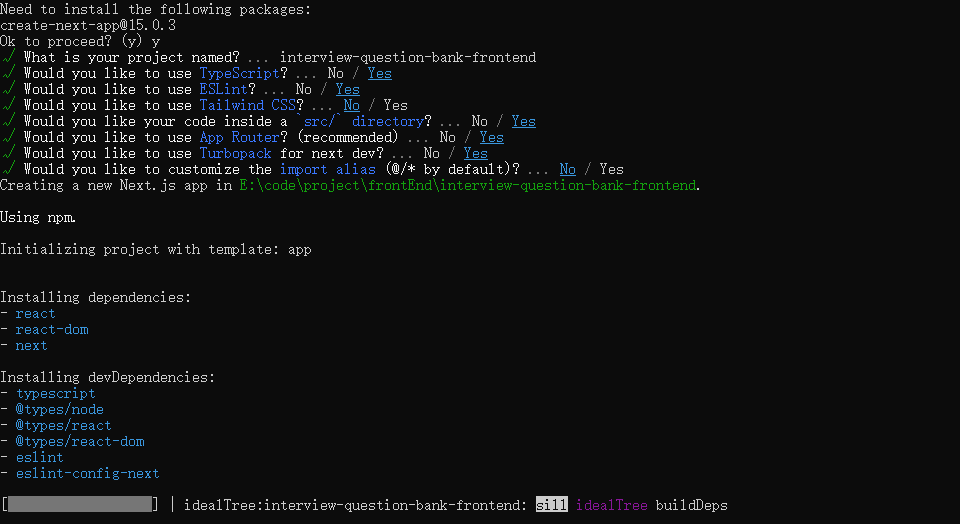 Need to install the following packages:
create-next-app@15.0.3
Ok to proceed? (y) y
√ What is your project named? ... interview-question-bank-frontend
√ Would you like to use TypeScript? ... No / Yes
√ Would you like to use ESLint? ... No / Yes
√ Would you like to use Tailwind CSS? ... No / Yes
√ Would you like your code inside a `src/` directory? ... No / Yes
√ Would you like to use App Router? (recommended) ... No / Yes
√ Would you like to use Turbopack for next dev? ... No / Yes
√ Would you like to customize the import alias (@/* by default)? ... No / Yes
Creating a new Next.js app in E:\code\project\frontEnd\interview-question-bank-frontend.
Using npm.
Initializing project with template: app
Installing dependencies:
- react
- react-dom
- next
Installing devDependencies:
- typescript
- @types/node
- @types/react
- @types/react-dom
- eslint
- eslint-config-next
[                  ] | idealTree:interview-question-bank-frontend: sill idealTree buildDeps